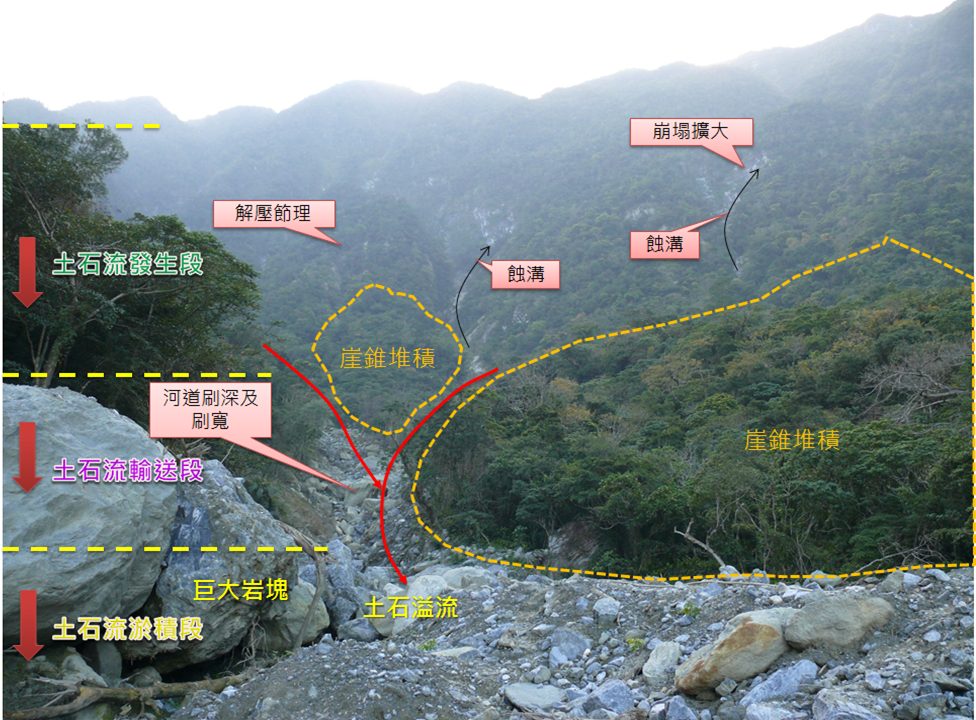 崩塌擴大
解壓節理
蝕溝
土石流發生段
蝕溝
崖錐堆積
河道刷深及
刷寬
崖錐堆積
土石流輸送段
巨大岩塊
土石溢流
土石流淤積段